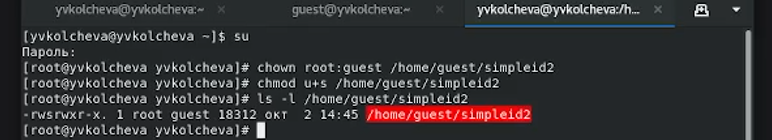 yvkolcheva@yvkolcheva:~ × guest@yvkolcheva:~ × yvkolcheva@yvkolcheva:/h... ×
[yvkolcheva@yvkolcheva ~]$ su
Пароль:
[root@yvkolcheva yvkolcheva]# chown root:guest /home/guest/simpleid2
[root@yvkolcheva yvkolcheva]# chmod u+s /home/guest/simpleid2
[root@yvkolcheva yvkolcheva]# ls -l /home/guest/simpleid2
-rwsrwxr-x. 1 root guest 18312 окт  2 14:45 /home/guest/simpleid2
[root@yvkolcheva yvkolcheva]#